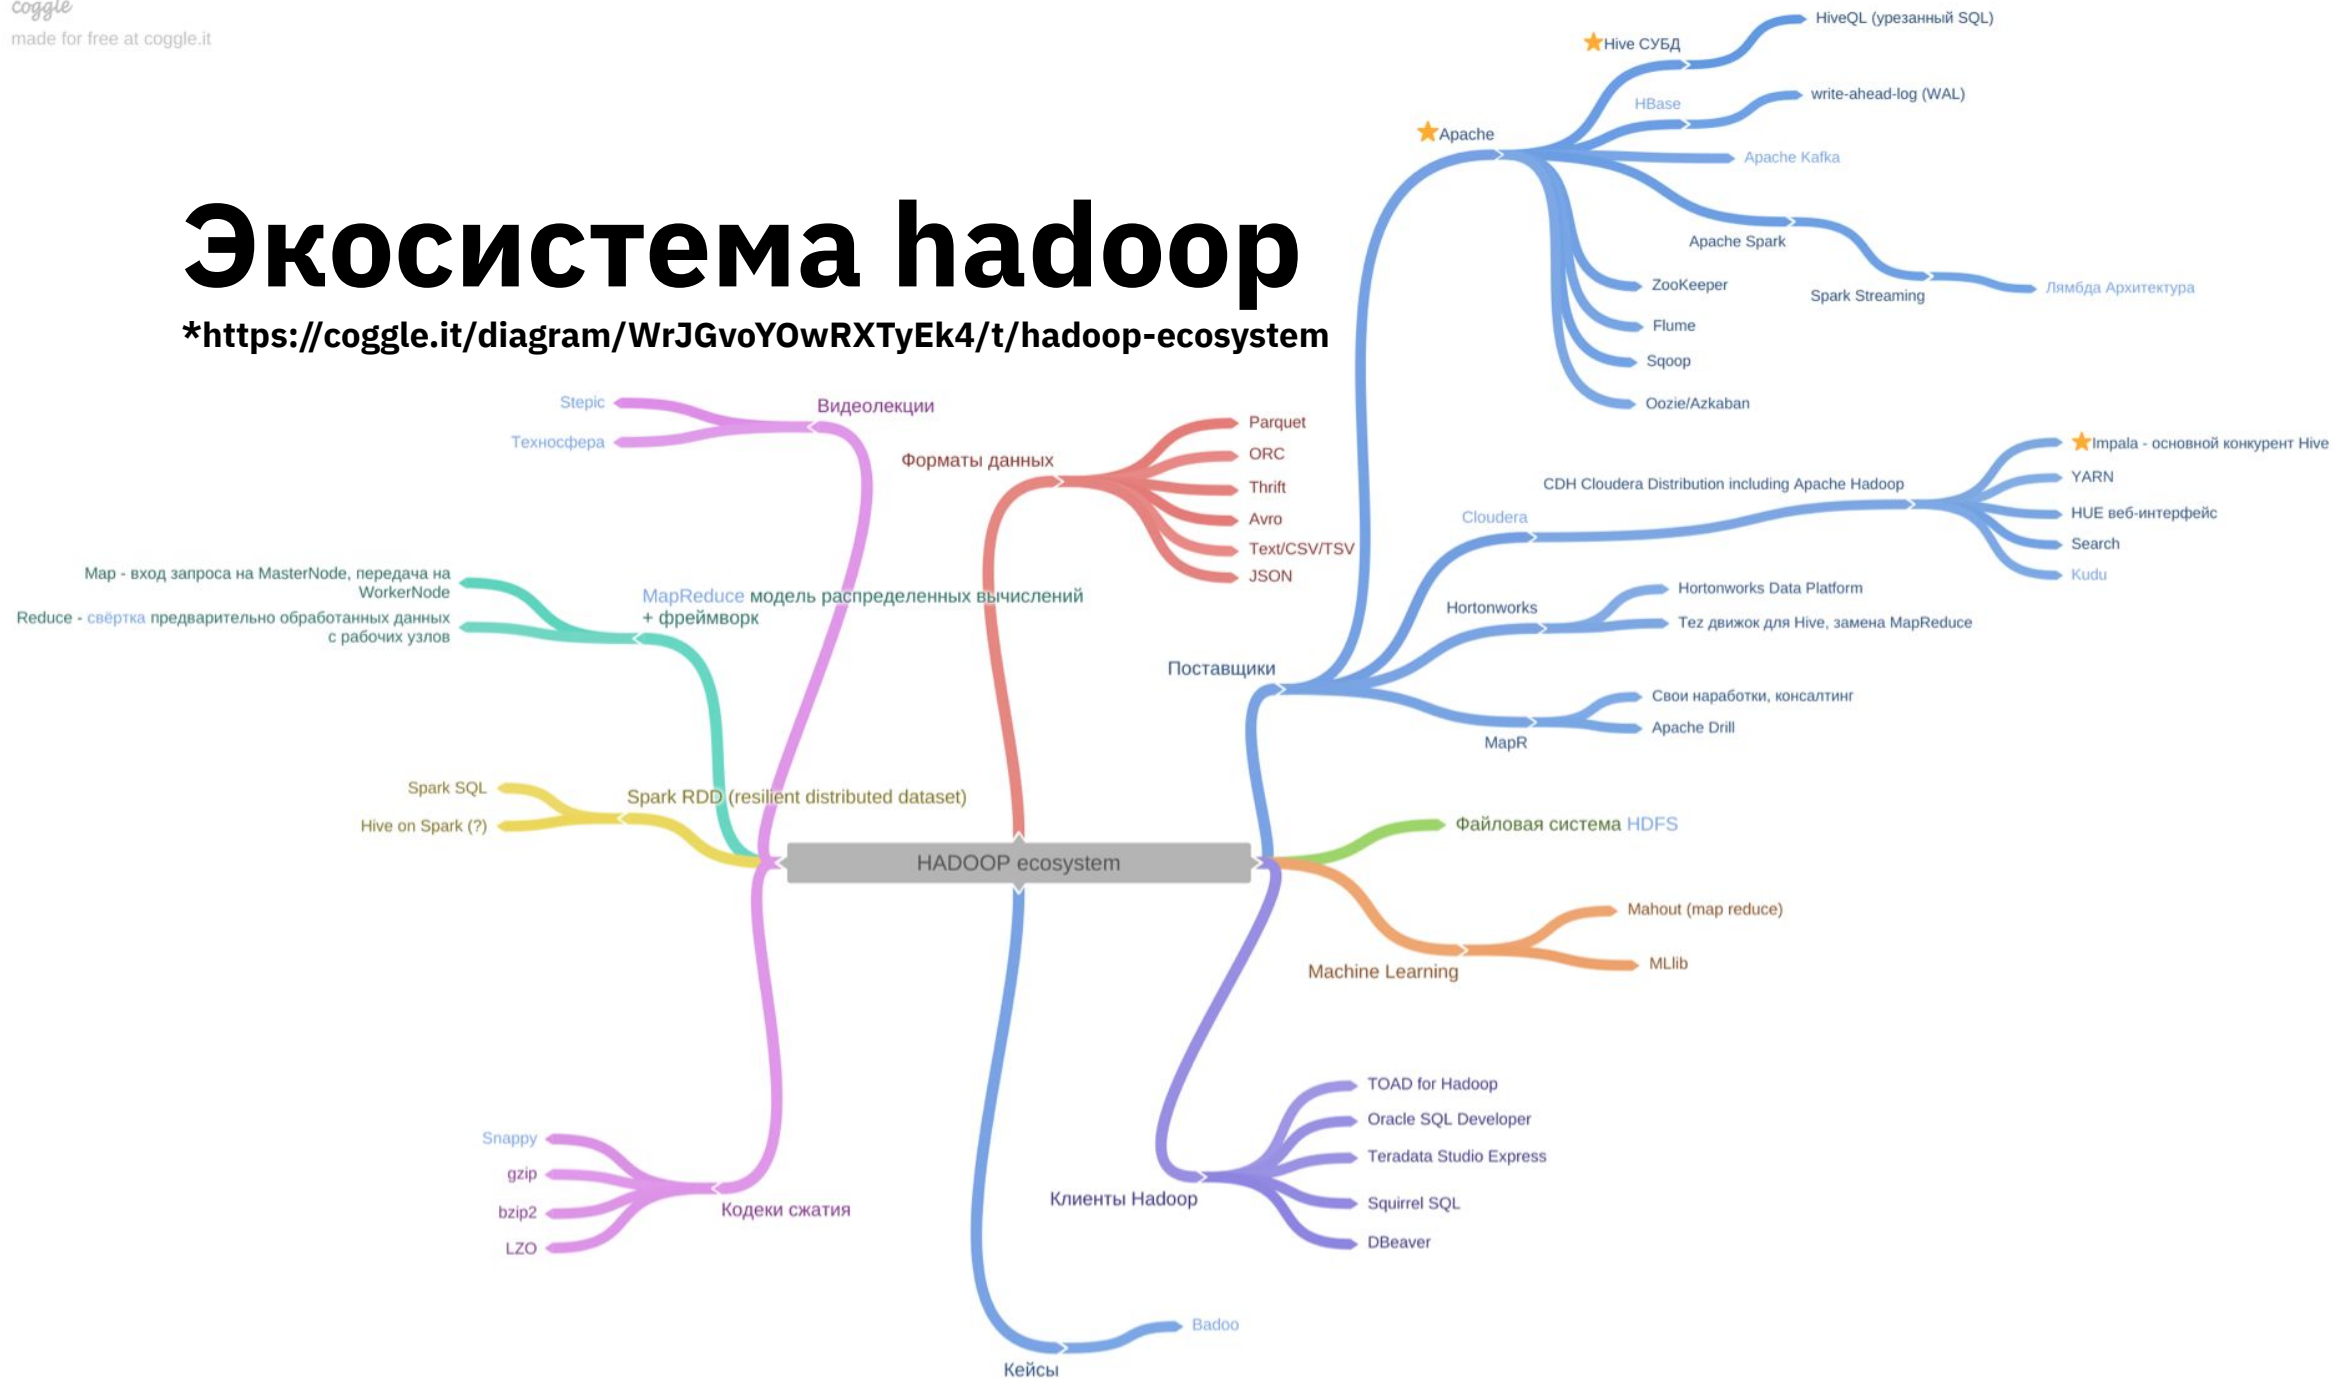 coggle
made for free at coggle.it
Экосистема hadoop
*https://coggle.it/diagram/WrJGvoYOwRXTyEk4/t/hadoop-ecosystem
HADOOP ecosystem
Видеолекции
Stepic
Техносфера
MapReduce модель распределенных вычислений
+ фреймворк
Map - вход запроса на MasterNode, передача на
WorkerNode
Reduce - свёртка предварительно обработанных данных
с рабочих узлов
Spark RDD (resilient distributed dataset)
Spark SQL
Hive on Spark (?)
Кодеки сжатия
Snappy
gzip
bzip2
LZO
Форматы данных
Parquet
ORC
Thrift
Avro
Text/CSV/TSV
JSON
Поставщики
Apache
Hive СУБД
HiveQL (урезанный SQL)
HBase
write-ahead-log (WAL)
Apache Kafka
Apache Spark
Spark Streaming
Лямбда Архитектура
ZooKeeper
Flume
Sqoop
Oozie/Azkaban
Cloudera
CDH Cloudera Distribution including Apache Hadoop
Impala - основной конкурент Hive
YARN
HUE веб-интерфейс
Search
Kudu
Hortonworks
Hortonworks Data Platform
Tez движок для Hive, замена MapReduce
MapR
Свои наработки, консалтинг
Apache Drill
Файловая система HDFS
Machine Learning
Mahout (map reduce)
MLlib
Клиенты Hadoop
TOAD for Hadoop
Oracle SQL Developer
Teradata Studio Express
Squirrel SQL
DBeaver
Кейсы
Badoo